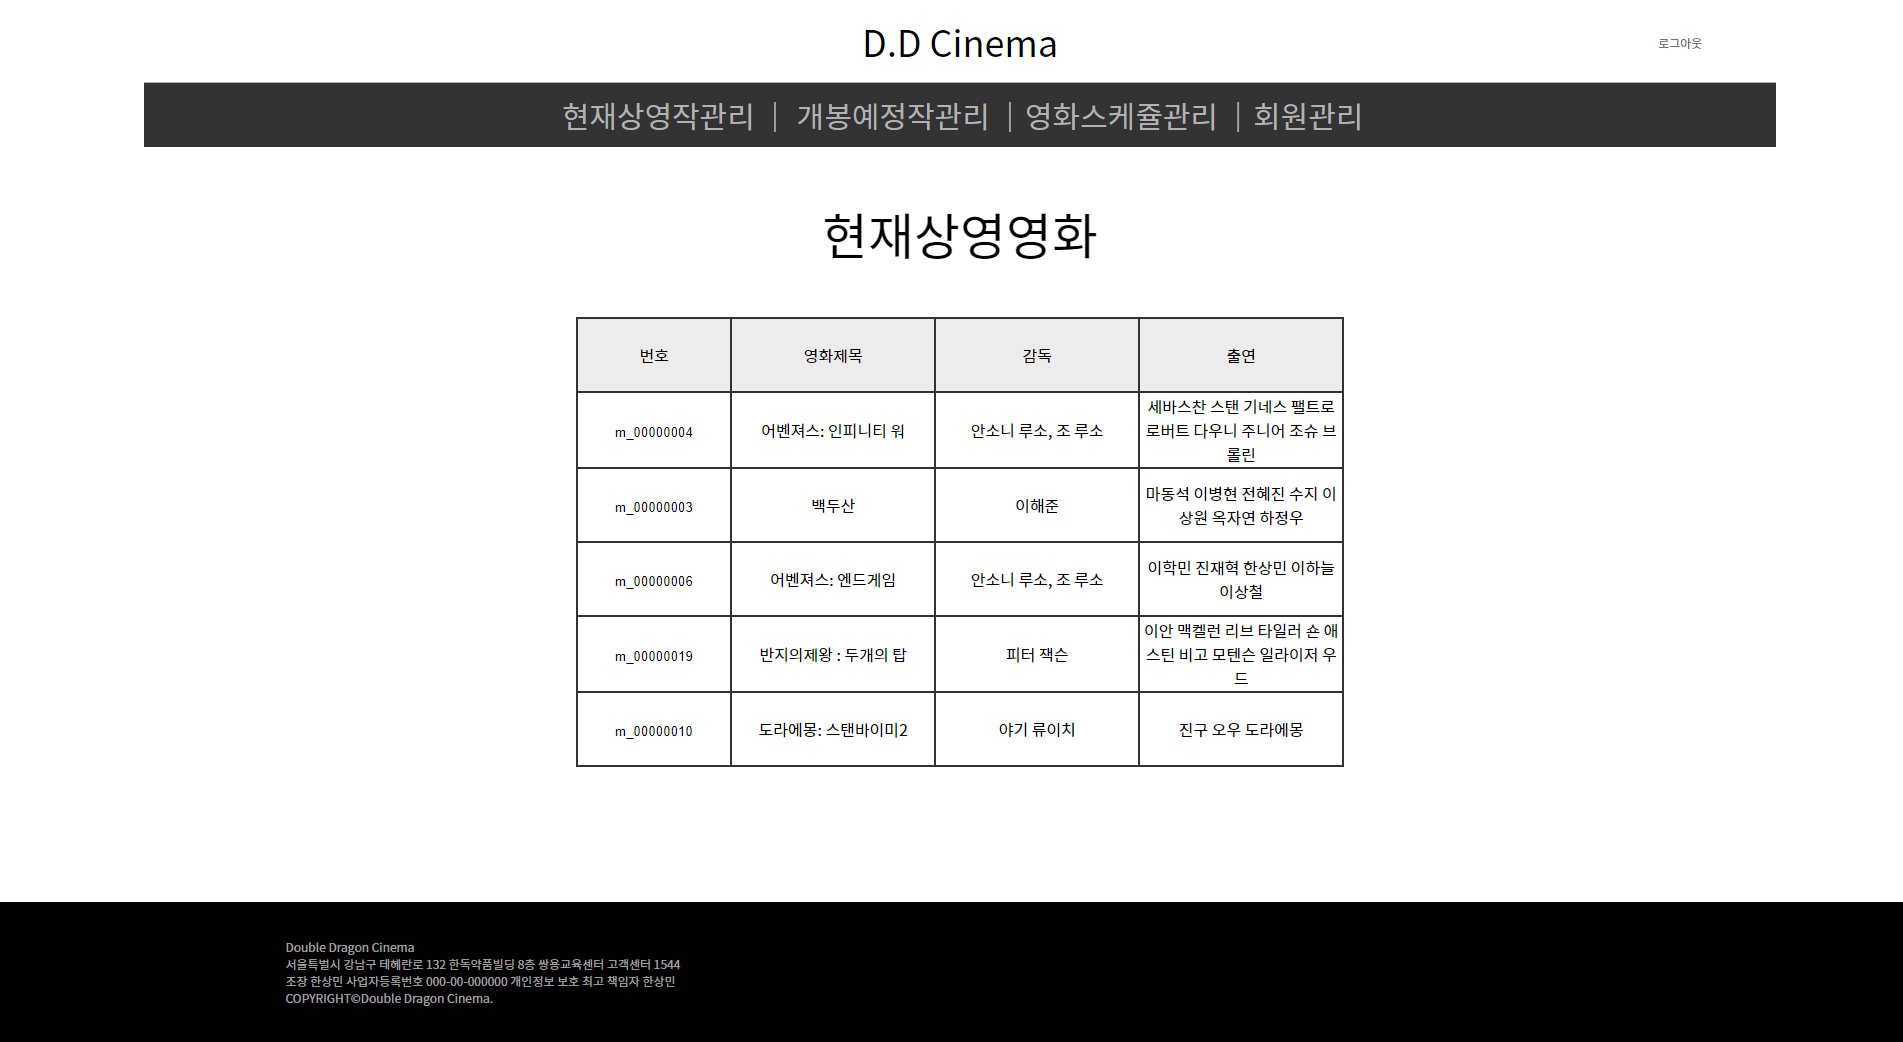 D.D Cinema
로그아웃
현재상영작관리 | 개봉예정작관리 | 영화스케쥴관리 | 회원관리
현재상영영화
번호 영화제목 감독 출연
m_00000004 어벤져스: 인피니티 워 안소니 루소, 조 루소 세바스찬 스탠 기네스 팰트로
로버트 다우니 주니어 조슈 브
롤린
m_00000003 백두산 이해준 마동석 이병현 전혜진 수지 이
상원 옥자연 하정우
m_00000006 어벤져스: 엔드게임 안소니 루소, 조 루소 이학민 진재혁 한상민 이하늘
이상철
m_00000019 반지의제왕 : 두개의 탑 피터 잭슨 이안 맥켈런 리브 타일러 숀 애
스틴 비고 모텐슨 일라이저 우
드
m_00000010 도라에몽: 스탠바이미2 야기 류이치 진구 오우 도라에몽
Double Dragon Cinema
서울특벌시 강남구 테헤란로 132 한독약품빌딩 8층 쌍용교육센터 고객센터 1544
조장 한상민 사업자등록번호 000-00-000000 개인정보 보호 최고 책임자 한상민
COPYRIGHT©Double Dragon Cinema.